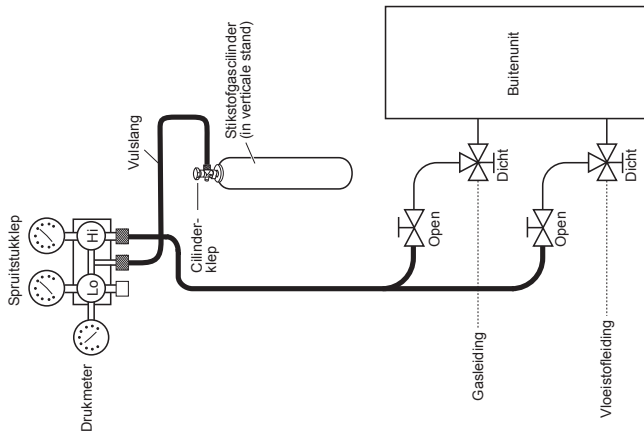 Spruitstukklep
Drukmeter
Lo
Hi
Vulslang
Cilinder-
klep
Stikstofgascilinder
(in verticale stand)
Open
Dicht
Gasleiding
Buitenunit
Open
Dicht
Vloeistofleiding